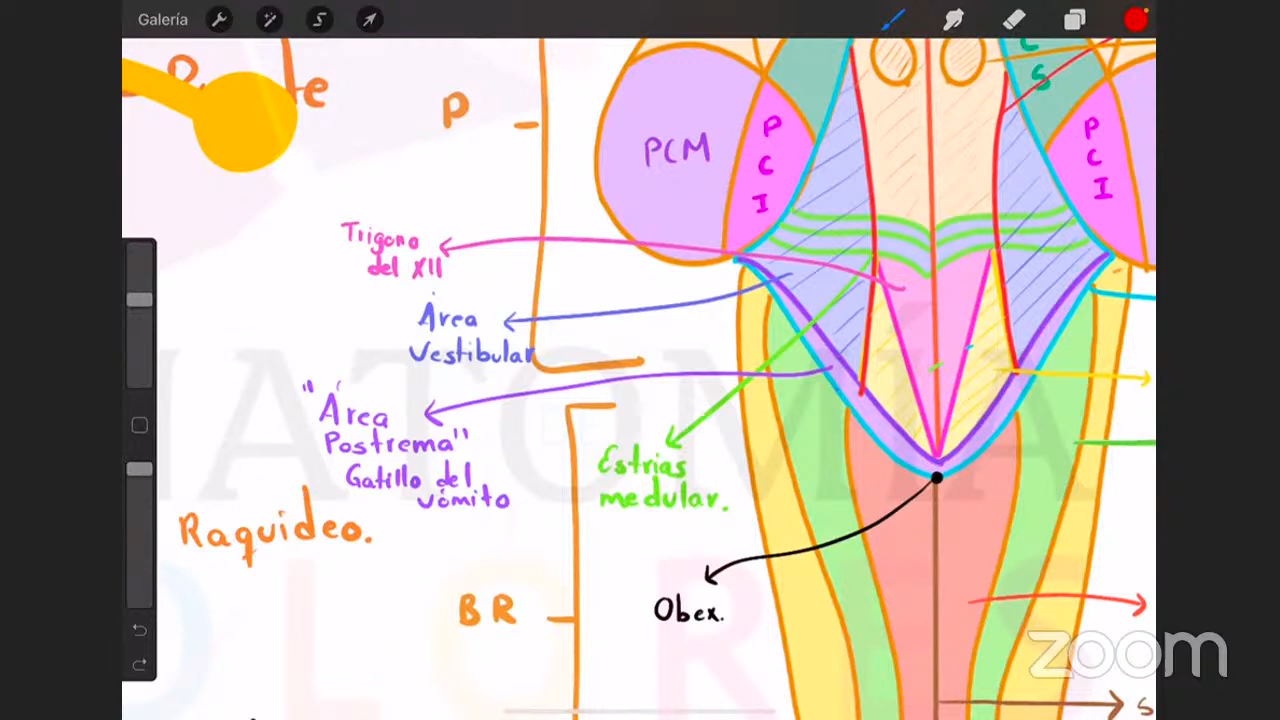 Galería
P
PCM
P
C
I
P
C
I
S
Trigono
del XII
Área
Vestibular
"Área
Postrema"
Gatillo del
vómito
Estrias
medular.
Raquideo.
BR
Obex.
zoom
S